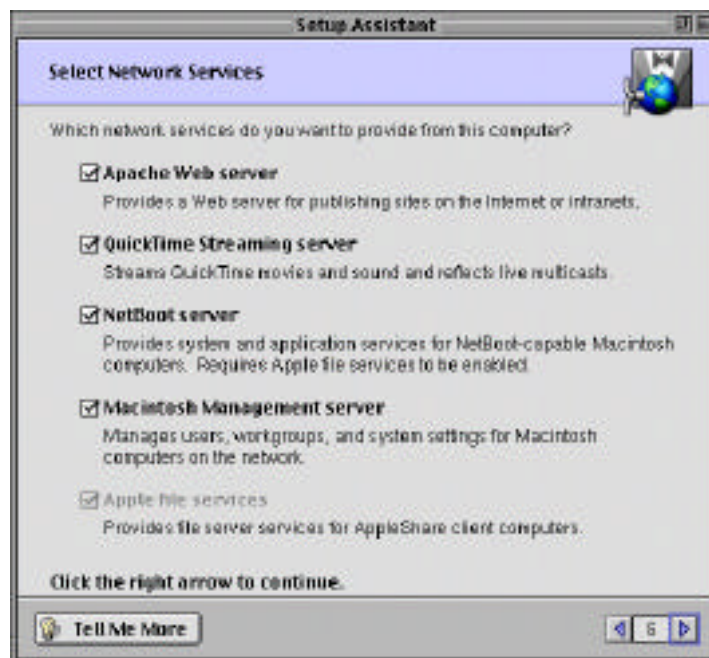 Setup Assistant
Select Network Services
Which network services do you want to provide from this computer?
Apache Web server
Provides a Web server for publishing sites on the Internet or intranets.
QuickTime Streaming server
Streams QuickTime movies and sound and reflects live multicasts.
NetBoot server
Provides system and application services for NetBoot-capable Macintosh
computers. Requires Apple file services to be enabled.
Macintosh Management server
Manages users, workgroups, and system settings for Macintosh
computers on the network.
Apple file services
Provides file server services for AppleShare client computers.
Click the right arrow to continue.
Tell Me More
6